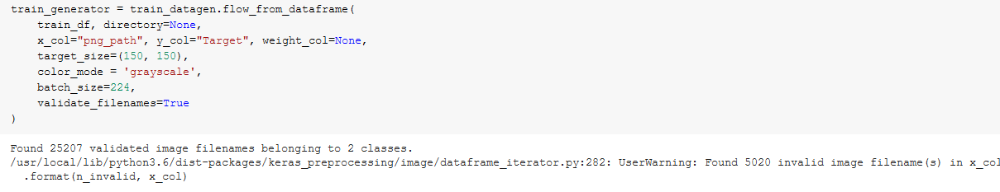 train_generator = train_datagen.flow_from_dataframe(
train_df, directory=None,
x_col="png_path", y_col="Target", weight_col=None,
target_size=(150, 150),
color_mode = 'grayscale',
batch_size=224,
validate_filenames=True
)
Found 25207 validated image filenames belonging to 2 classes.
/usr/local/lib/python3.6/dist-packages/keras_preprocessing/image/dataframe_iterator.py:282: UserWarning: Found 5020 invalid image filename(s) in x_col
.format(n_invalid, x_col)